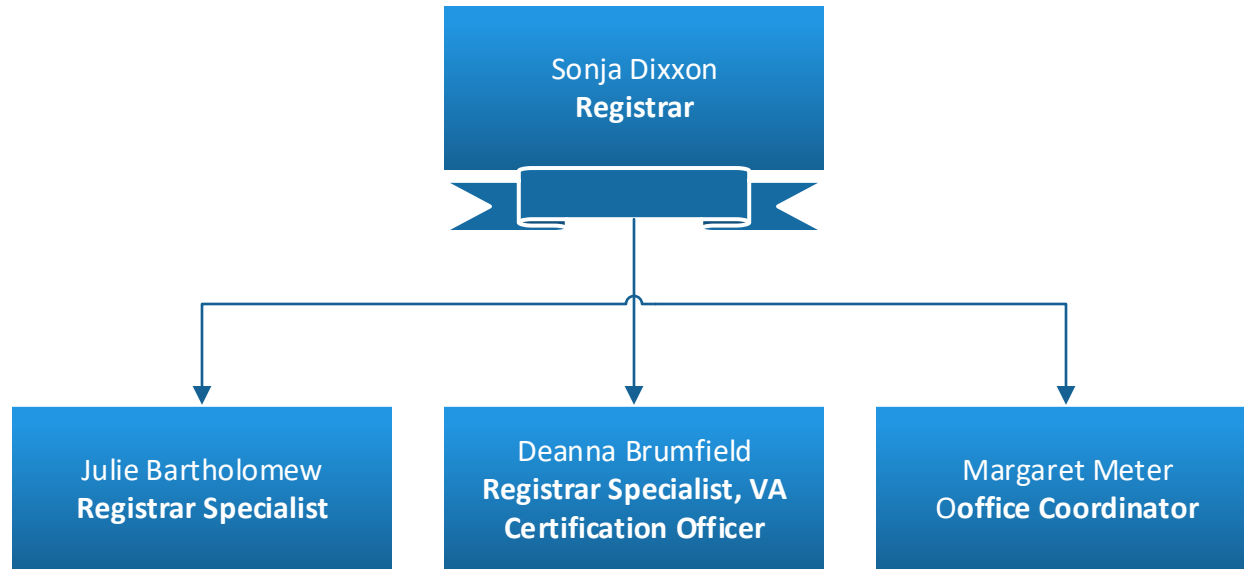 Sonja Dixxon
Registrar
Julie Bartholomew
Registrar Specialist
Deanna Brumfield
Registrar Specialist, VA
Certification Officer
Margaret Meter
Ooffice Coordinator